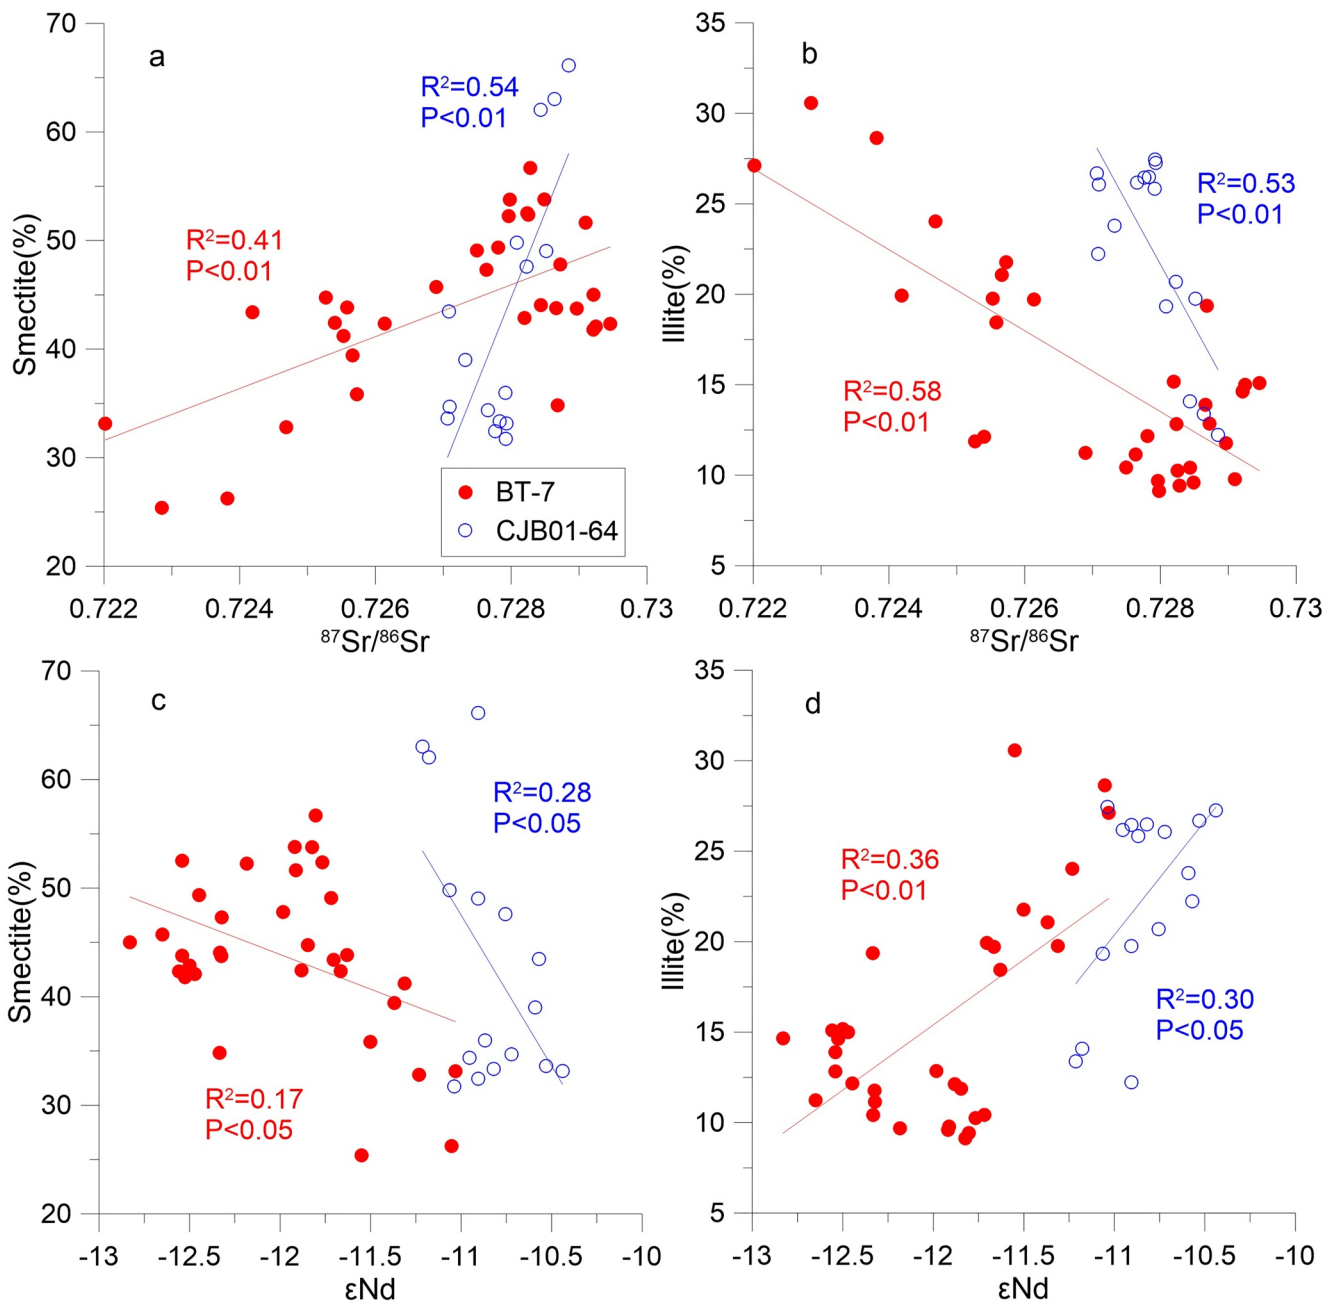 a
70
60
50
40
30
20
Smectite(%)
R²=0.54
P<0.01
R²=0.41
P<0.01
BT-7
CJB01-64
0.722 0.724 0.726 0.728 0.73
⁸⁷Sr/⁸⁶Sr
b
35
30
25
20
15
10
5
Illite(%)
R²=0.53
P<0.01
R²=0.58
P<0.01
0.722 0.724 0.726 0.728 0.73
⁸⁷Sr/⁸⁶Sr
c
70
60
50
40
30
20
Smectite(%)
R²=0.28
P<0.05
R²=0.17
P<0.05
-13 -12.5 -12 -11.5 -11 -10.5 -10
εNd
d
35
30
25
20
15
10
5
Illite(%)
R²=0.36
P<0.01
R²=0.30
P<0.05
-13 -12.5 -12 -11.5 -11 -10.5 -10
εNd